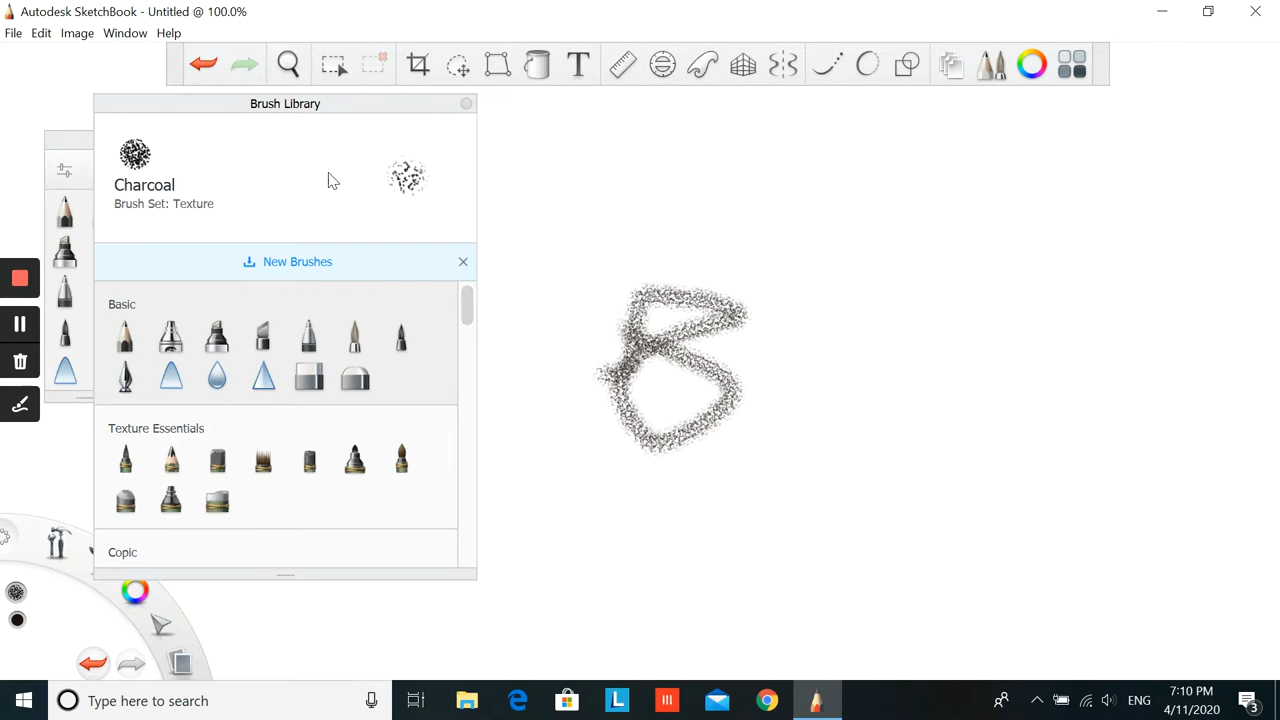 Autodesk SketchBook - Untitled @ 100.0%
File Edit Image Window Help
T
Brush Library
Charcoal
Brush Set: Texture
New Brushes
Basic
Texture Essentials
Copic
B
Type here to search
L
ENG
7:10 PM
4/11/2020
3